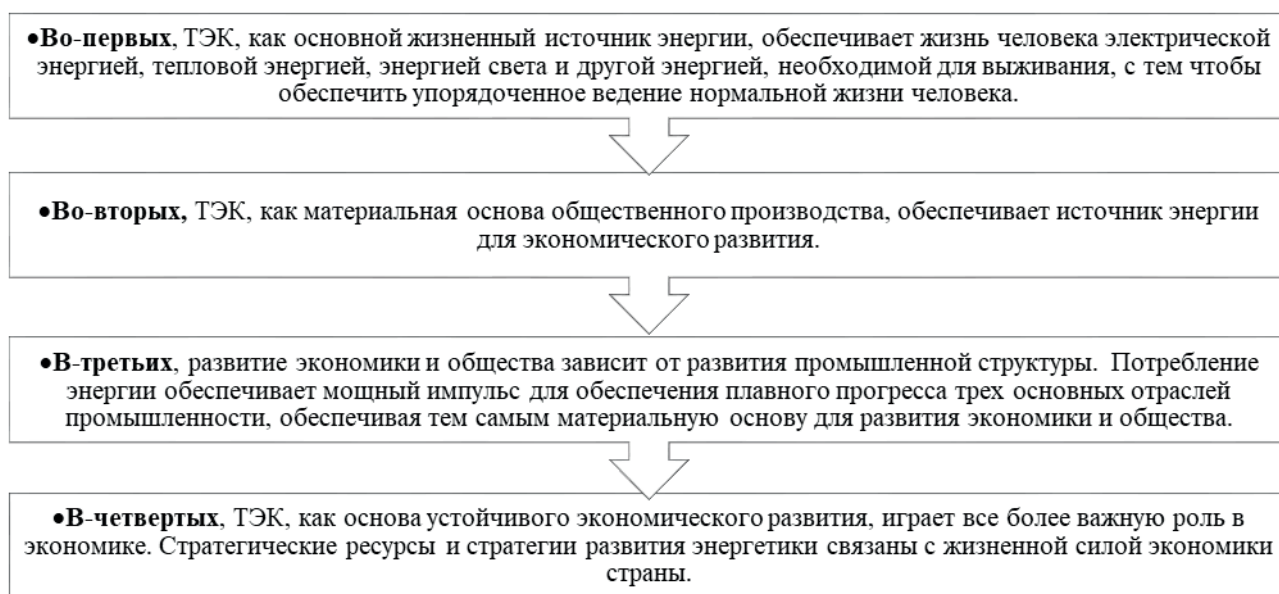 •Во-первых, ТЭК, как основной жизненный источник энергии, обеспечивает жизнь человека электрической
энергией, тепловой энергией, энергией света и другой энергией, необходимой для выживания, с тем чтобы
обеспечить упорядоченное ведение нормальной жизни человека.
•Во-вторых, ТЭК, как материальная основа общественного производства, обеспечивает источник энергии
для экономического развития.
•В-третьих, развитие экономики и общества зависит от развития промышленной структуры. Потребление
энергии обеспечивает мощный импульс для обеспечения плавного прогресса трех основных отраслей
промышленности, обеспечивая тем самым материальную основу для развития экономики и общества.
•В-четвертых, ТЭК, как основа устойчивого экономического развития, играет все более важную роль в
экономике. Стратегические ресурсы и стратегии развития энергетики связаны с жизненной силой экономики
страны.